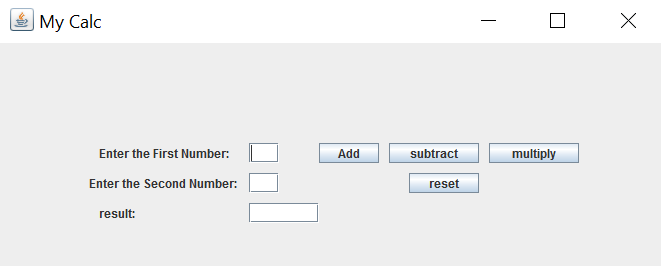 My Calc
Enter the First Number: Add subtract multiply
Enter the Second Number: reset
result: